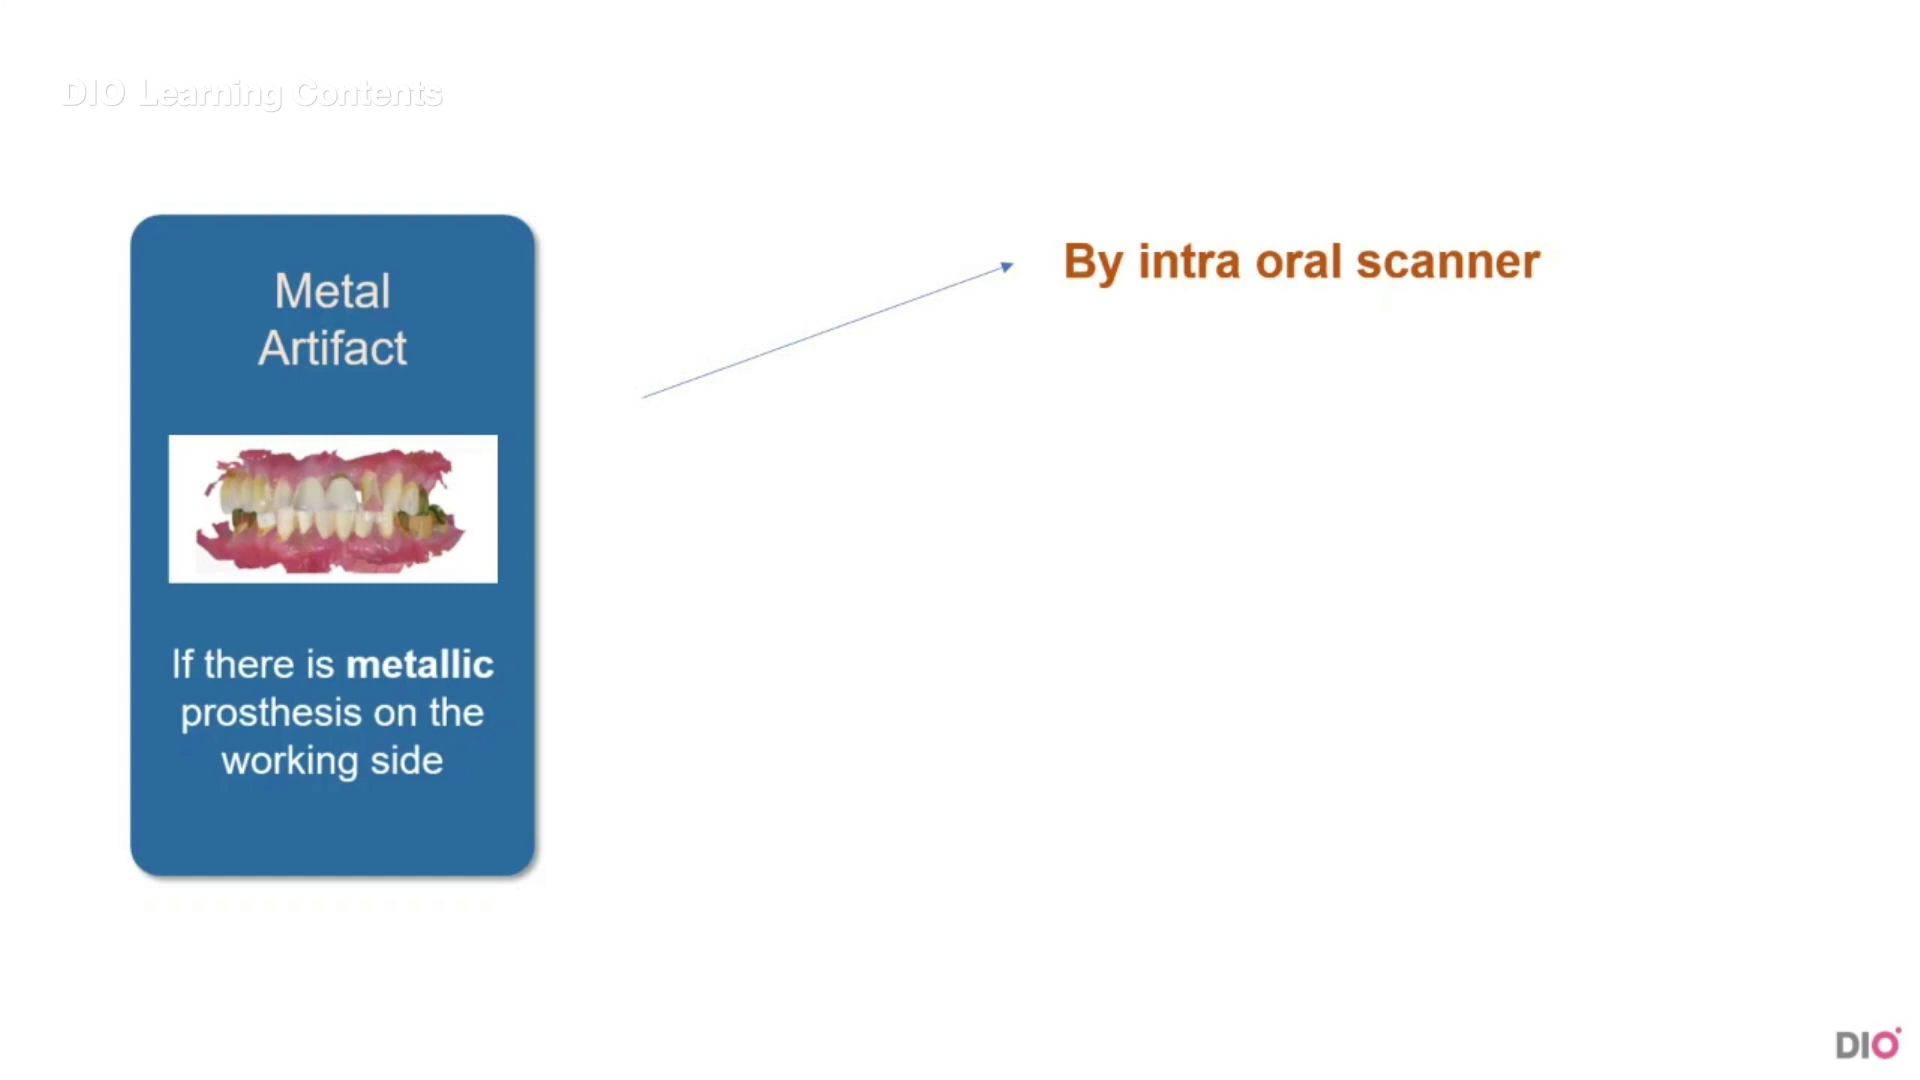 DIO Learning Contents
Metal
Artifact
By intra oral scanner
If there is metallic
prosthesis on the
working side
DIO